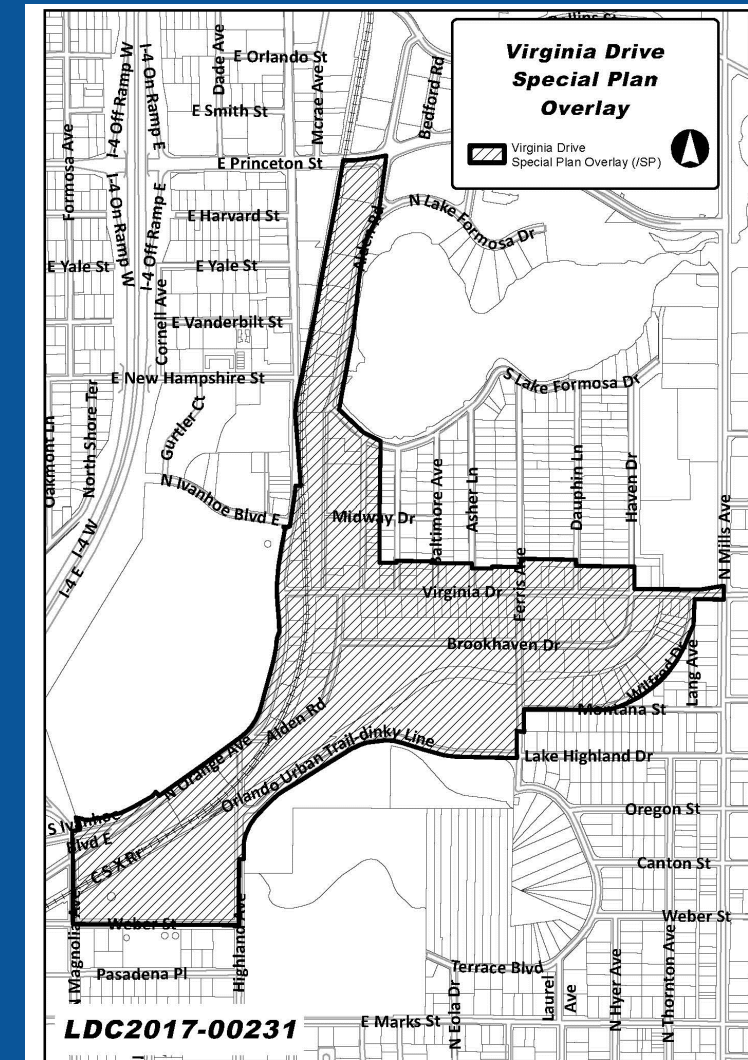 Collins St
Virginia Drive
Special Plan
Overlay
Virginia Drive
Special Plan Overlay (/SP)
Formosa Ave
I-4 Off Ramp W
I-4 On Ramp E
Dade Ave
E Orlando St
Mcrae Ave
Bedford Rd
E Smith St
E Princeton St
I-4 On Ramp W
I-4 Off Ramp E
E Harvard St
Alden Rd
N Lake Formosa Dr
E Yale St
E Yale St
Cornell Ave
E Vanderbilt St
E New Hampshire St
S Lake Formosa Dr
Oakmont Ln
North Shore Ter
Gurtler Ct
N Ivanhoe Blvd E
Midway Dr
Baltimore Ave
Asher Ln
Dauphin Ln
Haven Dr
N Mills Ave
I-4 E
I-4 W
Virginia Dr
Ferris Ave
Brookhaven Dr
Wilfred Dr
Lang Ave
Montana St
Alden Rd
N Orange Ave
Orlando Urban Trail-dinky Line
Lake Highland Dr
S Ivanhoe
Blvd E
C S X Rr
Oregon St
Canton St
Weber St
Weber St
N Magnolia Ave
Highland Ave
Pasadena Pl
Terrace Blvd
N Eola Dr
Laurel
Ave
N Hyer Ave
N Thornton Ave
LDC2017-00231
E Marks St